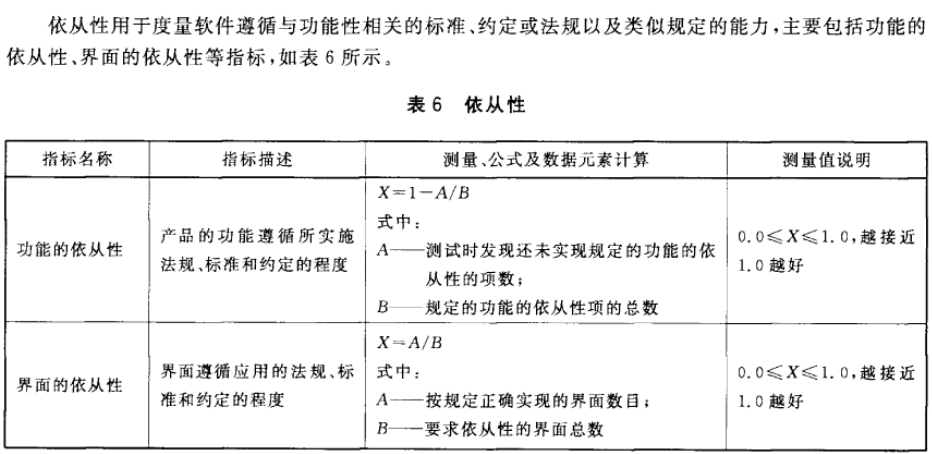 依从性用于度量软件遵循与功能性相关的标准、约定或法规以及类似规定的能力,主要包括功能的
依从性、界面的依从性等指标,如表 6 所示。
表 6 依从性
指标名称 指标描述 测量、公式及数据元素计算 测量值说明
功能的依从性
产品的功能遵循所实施
法规、标准和约定的程度
X=1-A/B
式中:
A——测试时发现还未实现规定的功能的依
从性的项数;
B——规定的功能的依从性项的总数
0.0≤X≤1.0,越接近
1.0 越好
界面的依从性
界面遵循应用的法规、标
准和约定的程度
X=A/B
式中:
A——按规定正确实现的界面数目;
B——要求依从性的界面总数
0.0≤X≤1.0,越接近
1.0 越好